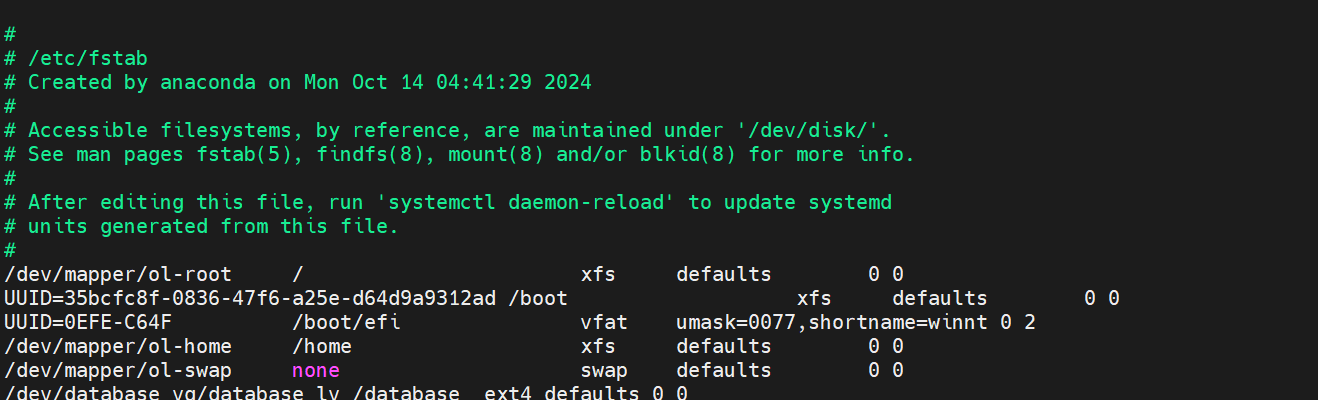 #
# /etc/fstab
# Created by anaconda on Mon Oct 14 04:41:29 2024
#
# Accessible filesystems, by reference, are maintained under '/dev/disk/'.
# See man pages fstab(5), findfs(8), mount(8) and/or blkid(8) for more info.
#
# After editing this file, run 'systemctl daemon-reload' to update systemd
# units generated from this file.
#
/dev/mapper/ol-root     /                       xfs     defaults        0 0
UUID=35bcfc8f-0836-47f6-a25e-d64d9a9312ad /boot                   xfs     defaults        0 0
UUID=0EFE-C64F          /boot/efi               vfat    umask=0077,shortname=winnt 0 2
/dev/mapper/ol-home     /home                   xfs     defaults        0 0
/dev/mapper/ol-swap     none                    swap    defaults        0 0
/dev/database_vg/database_lv /database  ext4 defaults 0 0